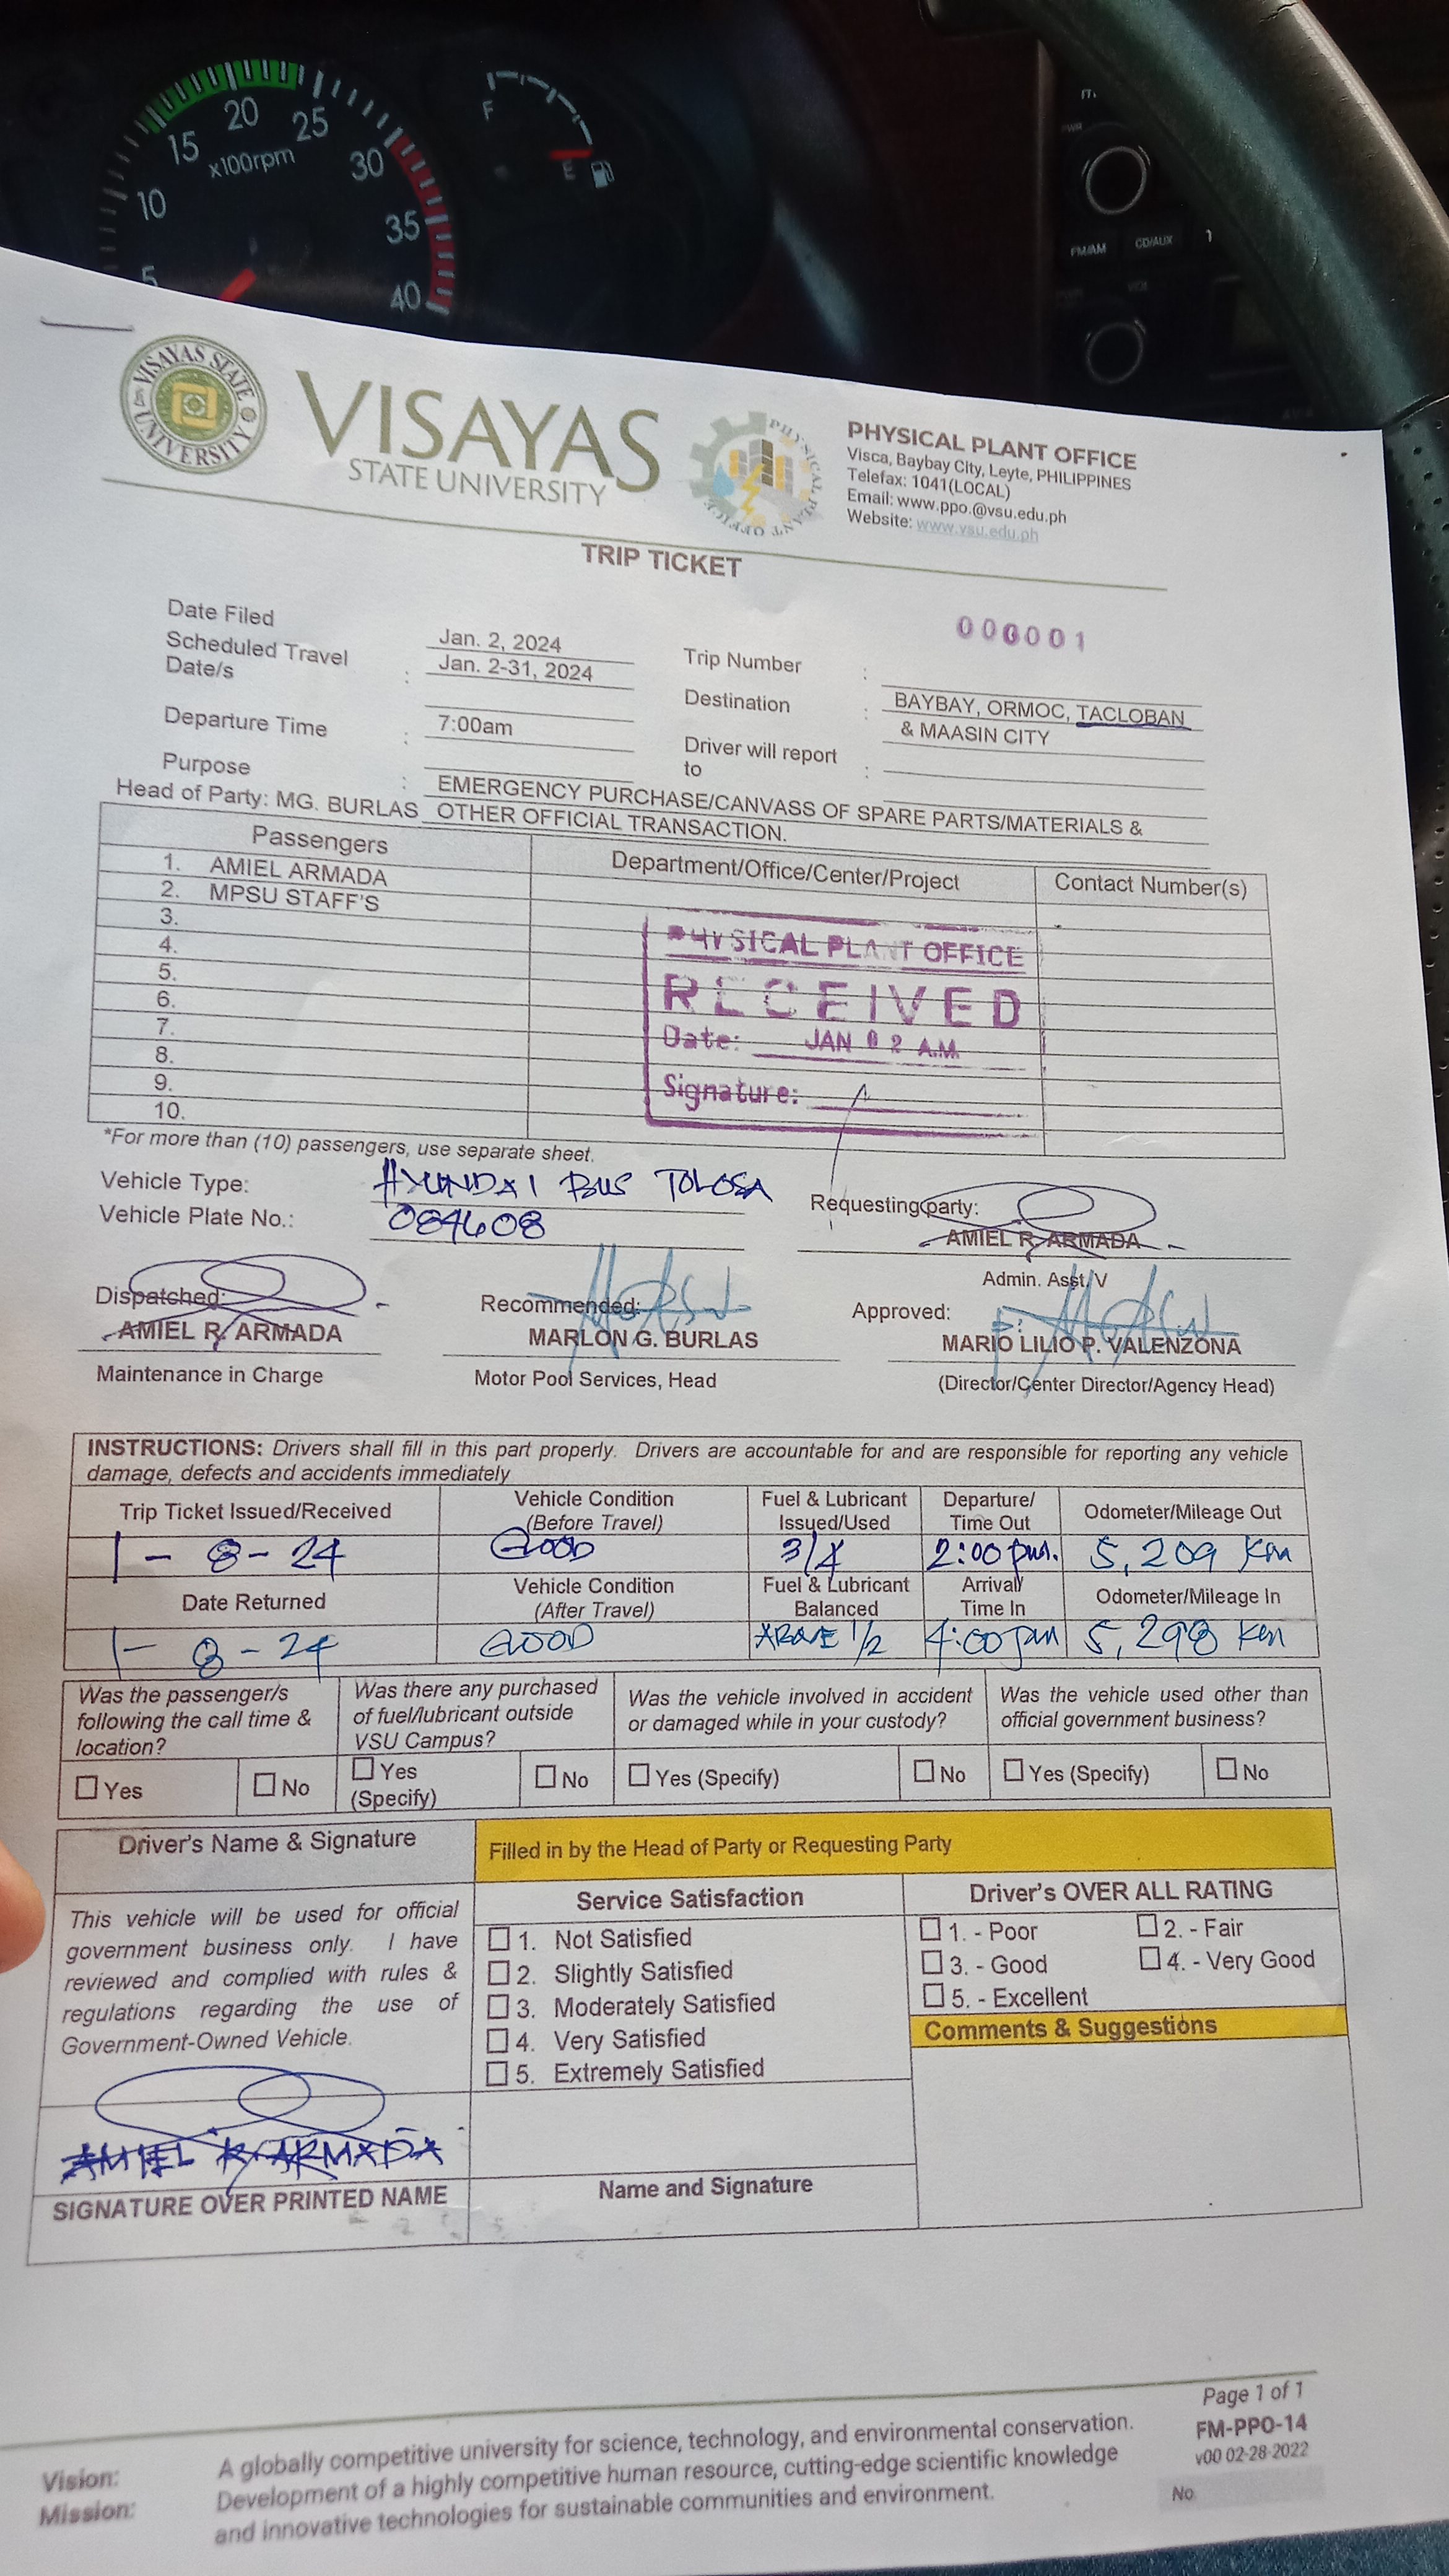 15 20 25 30 35 40
10 5
x100rpm
F E
FM/AM CD/AUX 1
VISAYAS STATE UNIVERSITY
VISAYAS
STATE UNIVERSITY
PHYSICAL PLANT OFFICE
PHYSICAL PLANT OFFICE
Visca, Baybay City, Leyte, PHILIPPINES
Telefax: 1041(LOCAL)
Email: www.ppo.@vsu.edu.ph
Website: www.vsu.edu.ph
TRIP TICKET
000001
Date Filed Jan. 2, 2024
Scheduled Travel Date/s : Jan. 2-31, 2024
Trip Number :
Destination : BAYBAY, ORMOC, TACLOBAN
& MAASIN CITY
Departure Time : 7:00am
Driver will report to :
Purpose : EMERGENCY PURCHASE/CANVASS OF SPARE PARTS/MATERIALS &
Head of Party: MG. BURLAS OTHER OFFICIAL TRANSACTION.
Passengers Department/Office/Center/Project Contact Number(s)
1. AMIEL ARMADA
2. MPSU STAFF'S
3.
4.
5.
6.
7.
8.
9.
10.
PHYSICAL PLANT OFFICE
RECEIVED
Date: JAN 02 A.M.
Signature:
*For more than (10) passengers, use separate sheet.
Vehicle Type: HYUNDAI BUS TOLOSA
Vehicle Plate No.: 084608
Requesting party:
AMIEL R. ARMADA
Admin. Asst. V
Dispatched: Recommended: Approved:
AMIEL R. ARMADA MARLON G. BURLAS MARIO LILIO P. VALENZONA
Maintenance in Charge Motor Pool Services, Head (Director/Center Director/Agency Head)
INSTRUCTIONS: Drivers shall fill in this part properly. Drivers are accountable for and are responsible for reporting any vehicle
damage, defects and accidents immediately
Trip Ticket Issued/Received Vehicle Condition (Before Travel) Fuel & Lubricant Issued/Used Departure/ Time Out Odometer/Mileage Out
1-8-24 GOOD 3/4 2:00 pm. 5,209 Km
Date Returned Vehicle Condition (After Travel) Fuel & Lubricant Balanced Arrival/ Time In Odometer/Mileage In
1-8-24 GOOD ABOVE 1/2 4:00 pm 5,298 Km
Was the passenger/s following the call time & location? Was there any purchased of fuel/lubricant outside VSU Campus? Was the vehicle involved in accident or damaged while in your custody? Was the vehicle used other than official government business?
Yes No Yes (Specify) No Yes (Specify) No Yes (Specify) No
Driver's Name & Signature Filled in by the Head of Party or Requesting Party
This vehicle will be used for official
government business only. I have
reviewed and complied with rules &
regulations regarding the use of
Government-Owned Vehicle.
AMIEL R. ARMADA
SIGNATURE OVER PRINTED NAME
Service Satisfaction
1. Not Satisfied
2. Slightly Satisfied
3. Moderately Satisfied
4. Very Satisfied
5. Extremely Satisfied
Name and Signature
Driver's OVER ALL RATING
1. - Poor 2. - Fair
3. - Good 4. - Very Good
5. - Excellent
Comments & Suggestions
Page 1 of 1
FM-PPO-14
v00 02-28-2022
No
Vision: A globally competitive university for science, technology, and environmental conservation.
Mission: Development of a highly competitive human resource, cutting-edge scientific knowledge
and innovative technologies for sustainable communities and environment.